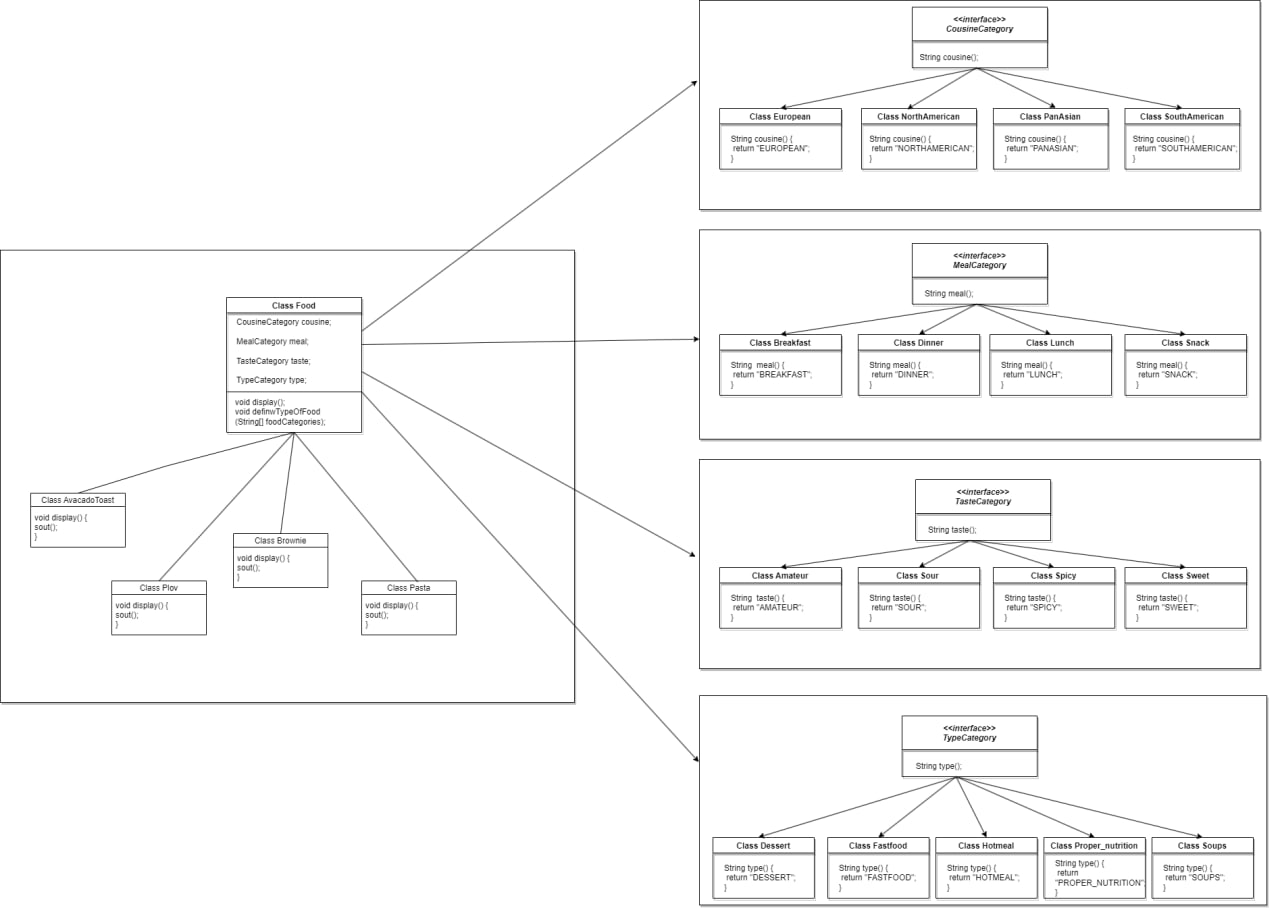 <<interface>>
CousineCategory
String cousine();
Class European
String cousine() {
return "EUROPEAN";
}
Class NorthAmerican
String cousine() {
return "NORTHAMERICAN";
}
Class PanAsian
String cousine() {
return "PANASIAN";
}
Class SouthAmerican
String cousine() {
return "SOUTHAMERICAN";
}
<<interface>>
MealCategory
String meal();
Class Breakfast
String meal() {
return "BREAKFAST";
}
Class Dinner
String meal() {
return "DINNER";
}
Class Lunch
String meal() {
return "LUNCH";
}
Class Snack
String meal() {
return "SNACK";
}
Class Food
CousineCategory cousine;
MealCategory meal;
TasteCategory taste;
TypeCategory type;
void display();
void definwTypeOfFood
(String[] foodCategories);
Class AvacadoToast
void display() {
sout();
}
Class Brownie
void display() {
sout();
}
Class Plov
void display() {
sout();
}
Class Pasta
void display() {
sout();
}
<<interface>>
TasteCategory
String taste();
Class Amateur
String taste() {
return "AMATEUR";
}
Class Sour
String taste() {
return "SOUR";
}
Class Spicy
String taste() {
return "SPICY";
}
Class Sweet
String taste() {
return "SWEET";
}
<<interface>>
TypeCategory
String type();
Class Dessert
String type() {
return "DESSERT";
}
Class Fastfood
String type() {
return "FASTFOOD";
}
Class Hotmeal
String type() {
return "HOTMEAL";
}
Class Proper_nutrition
String type() {
return
"PROPER_NUTRITION";
}
Class Soups
String type() {
return "SOUPS";
}